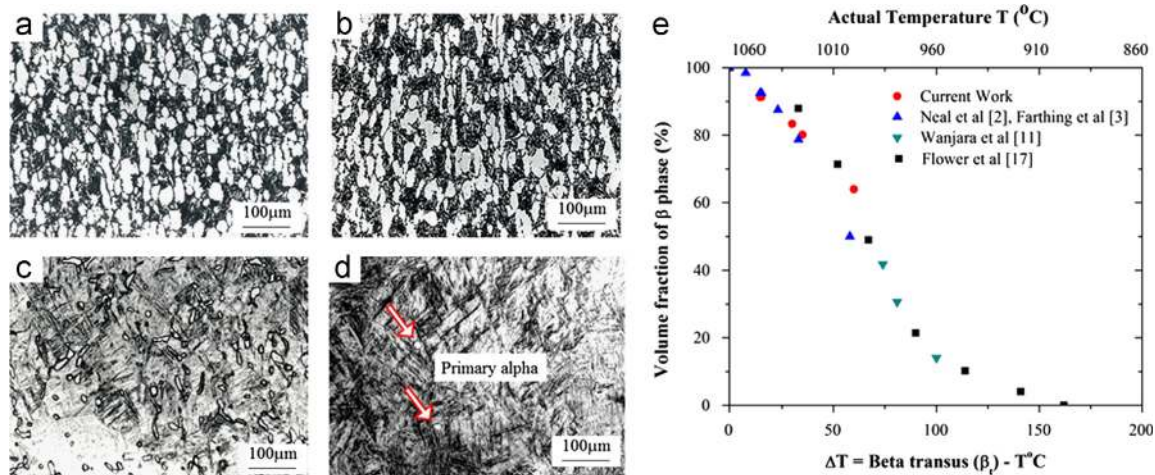 a
100μm
b
100μm
c
100μm
d
Primary alpha
100μm
e
Actual Temperature T (°C)
1060 1010 960 910 860
Volume fraction of β phase (%)
100
80
60
40
20
0
Current Work
Neal et al [2], Farthing et al [3]
Wanjara et al [11]
Flower et al [17]
50 100 150 200
ΔT = Beta transus (βt) - T°C